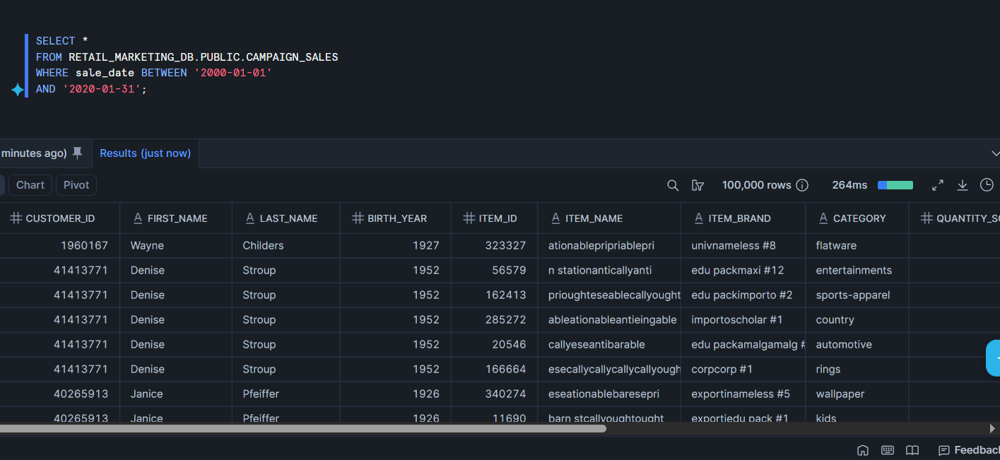 SELECT *
FROM RETAIL_MARKETING_DB.PUBLIC.CAMPAIGN_SALES
WHERE sale_date BETWEEN '2000-01-01'
AND '2020-01-31';
minutes ago) Results (just now)
Chart Pivot 100,000 rows 264ms
# CUSTOMER_ID A FIRST_NAME A LAST_NAME # BIRTH_YEAR # ITEM_ID A ITEM_NAME A ITEM_BRAND A CATEGORY # QUANTITY_SO
1960167 Wayne Childers 1927 323327 ationablepripriablepri univnameless #8 flatware
41413771 Denise Stroup 1952 56579 n stationanticallyanti edu packmaxi #12 entertainments
41413771 Denise Stroup 1952 162413 prioughteseablecallyought edu packimporto #2 sports-apparel
41413771 Denise Stroup 1952 285272 ableationableantieingable importoscholar #1 country
41413771 Denise Stroup 1952 20546 callyeseantibarable edu packamalgamalg # automotive
41413771 Denise Stroup 1952 166664 esecallycallycallycallyough corpcorp #1 rings
40265913 Janice Pfeiffer 1926 340274 eseationablebaresepri exportinameless #5 wallpaper
40265913 Janice Pfeiffer 1926 11690 barn stcallyoughtought exportiedu pack #1 kids
Feedbac